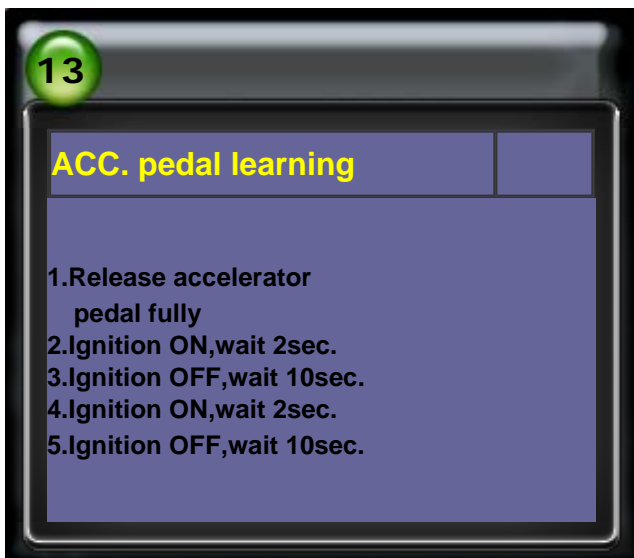 13
ACC. pedal learning
1.Release accelerator
pedal fully
2.Ignition ON,wait 2sec.
3.Ignition OFF,wait 10sec.
4.Ignition ON,wait 2sec.
5.Ignition OFF,wait 10sec.